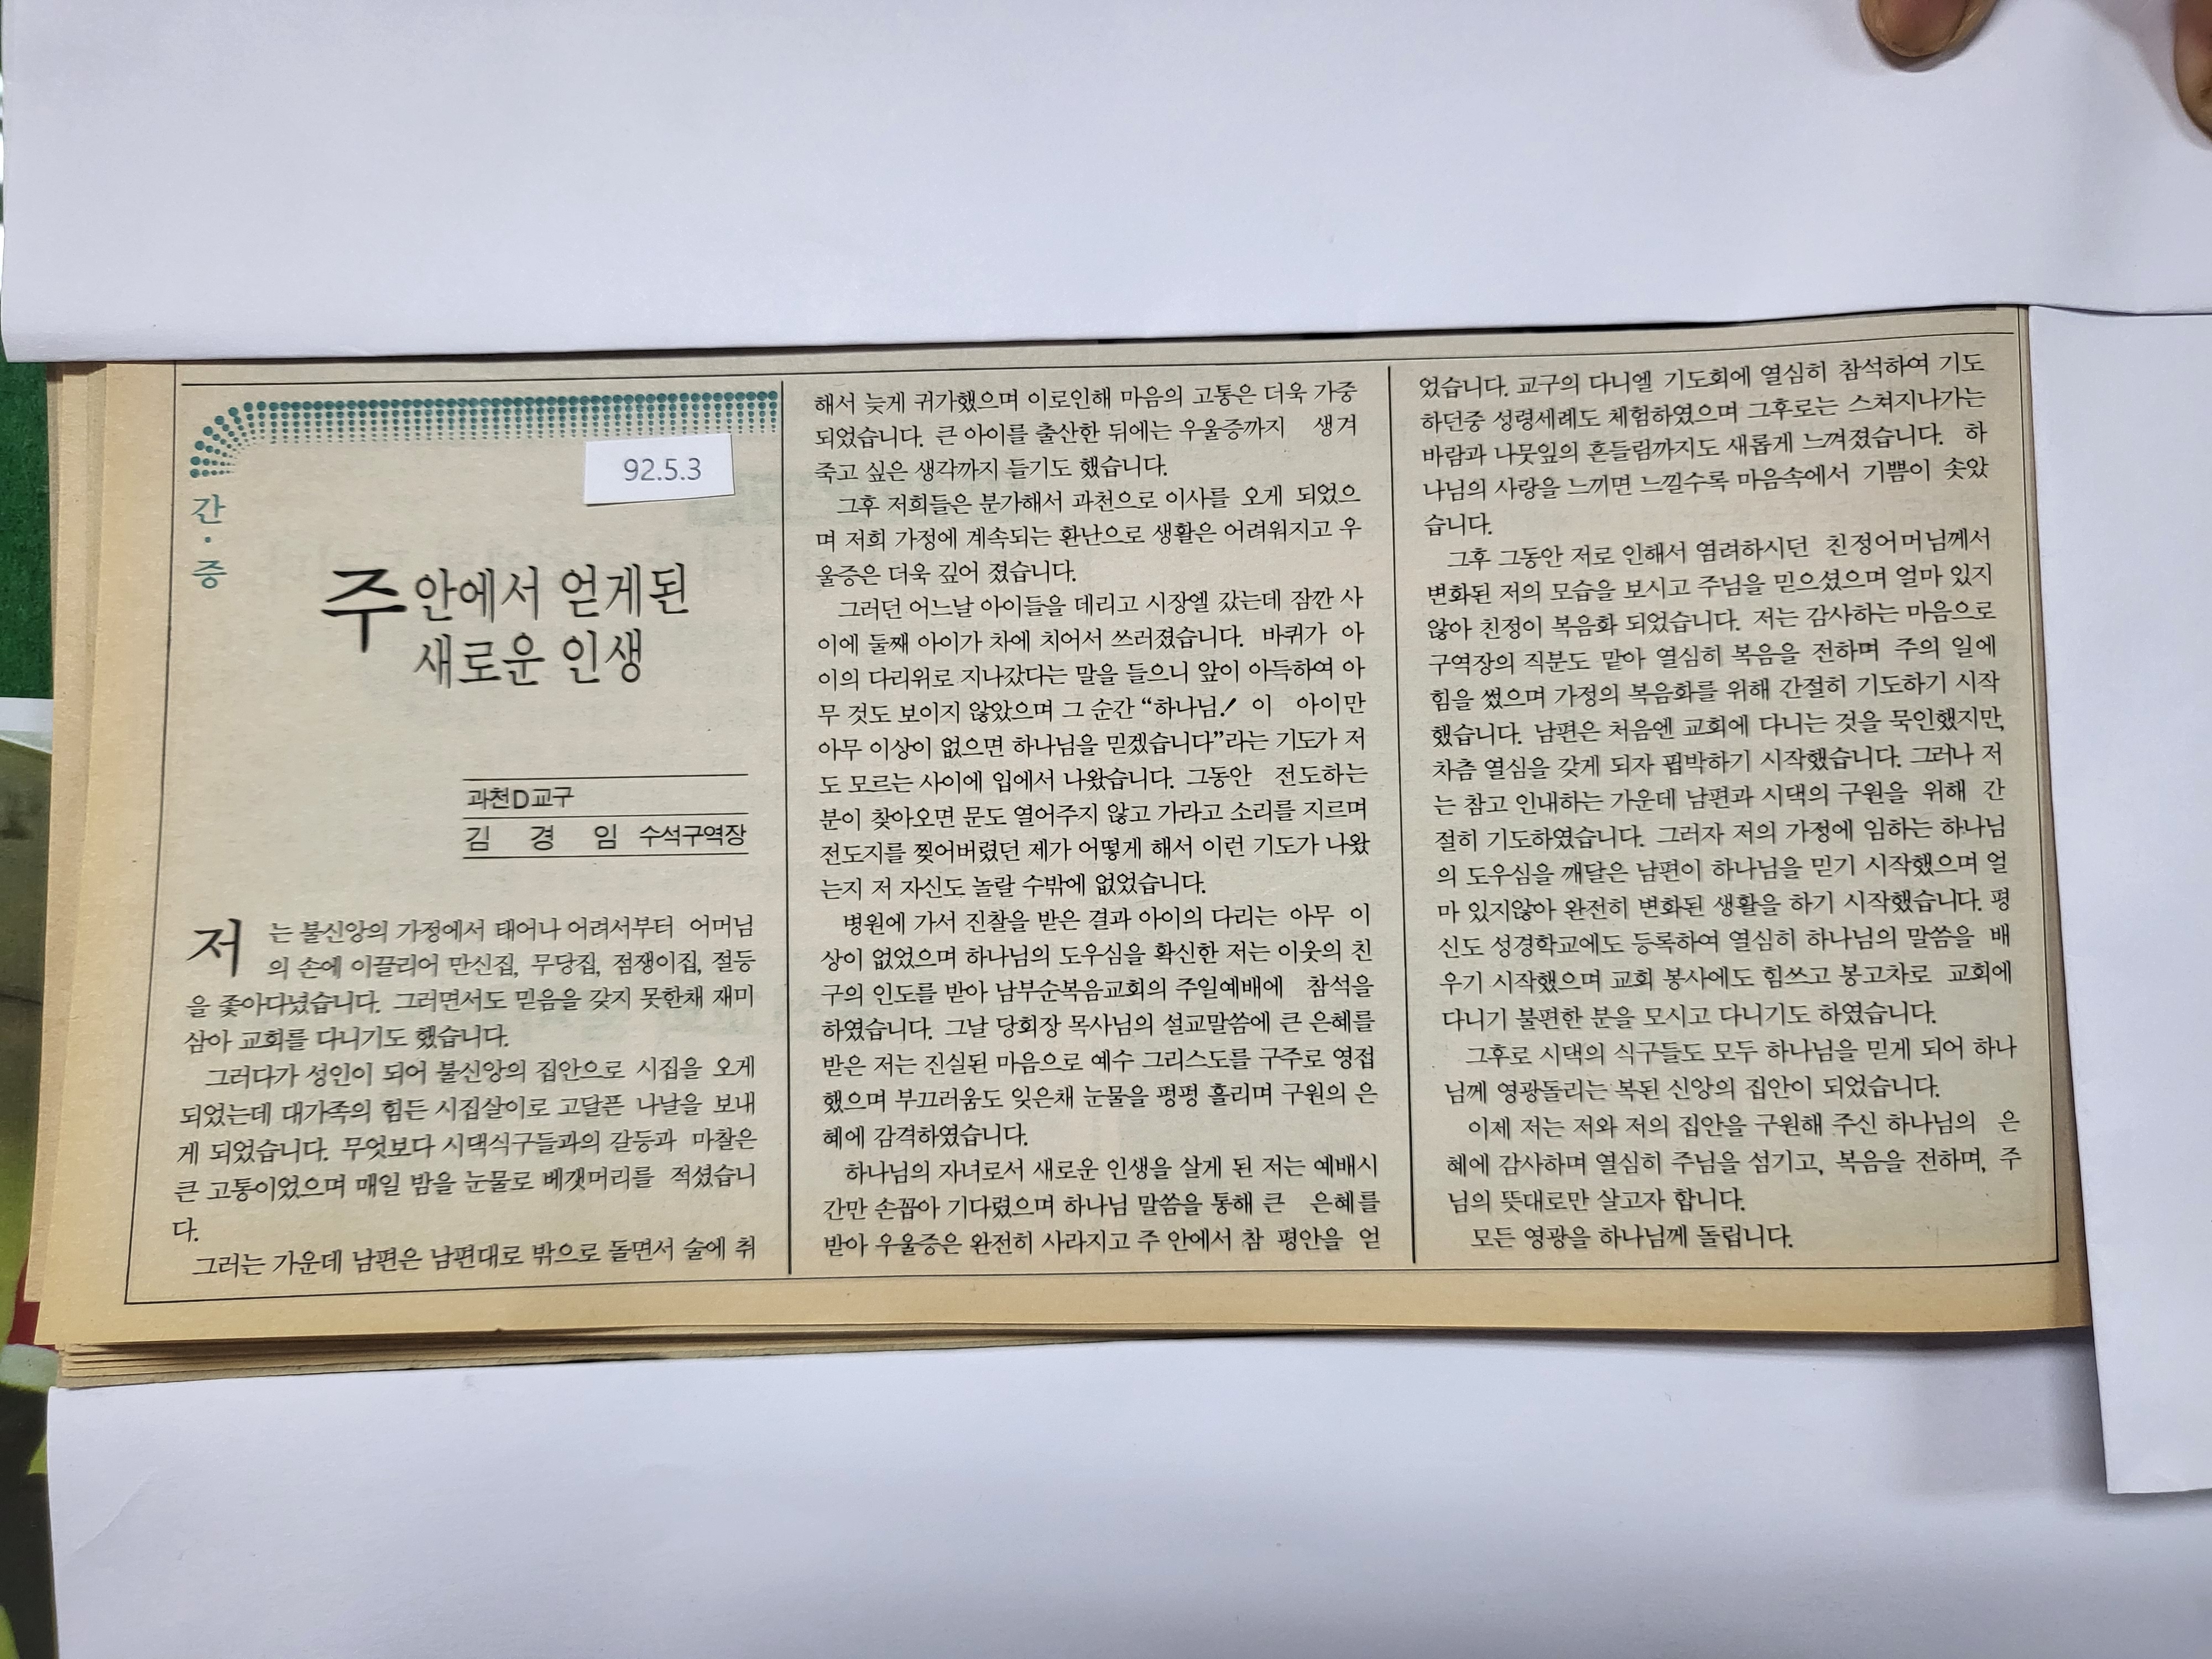 간·증
92.5.3
주 안에서 얻게된
새로운 인생
과천D교구
김 경 임 수석구역장
저는 불신앙의 가정에서 태어나 어려서부터 어머님
의 손에 이끌리어 만신집, 무당집, 점쟁이집, 절등
을 좇아다녔습니다. 그러면서도 믿음을 갖지 못한채 재미
삼아 교회를 다니기도 했습니다.
그러다가 성인이 되어 불신앙의 집안으로 시집을 오게
되었는데 대가족의 힘든 시집살이로 고달픈 나날을 보내
게 되었습니다. 무엇보다 시댁식구들과의 갈등과 마찰은
큰 고통이었으며 매일 밤을 눈물로 베갯머리를 적셨습니
다.
그러는 가운데 남편은 남편대로 밖으로 돌면서 술에 취
해서 늦게 귀가했으며 이로인해 마음의 고통은 더욱 가중
되었습니다. 큰 아이를 출산한 뒤에는 우울증까지 생겨
죽고 싶은 생각까지 들기도 했습니다.
그후 저희들은 분가해서 과천으로 이사를 오게 되었으
며 저희 가정에 계속되는 환난으로 생활은 어려워지고 우
울증은 더욱 깊어 졌습니다.
그러던 어느날 아이들을 데리고 시장엘 갔는데 잠깐 사
이에 둘째 아이가 차에 치어서 쓰러졌습니다. 바퀴가 아
이의 다리위로 지나갔다는 말을 들으니 앞이 아득하여 아
무 것도 보이지 않았으며 그 순간 “하나님! 이 아이만
아무 이상이 없으면 하나님을 믿겠습니다”라는 기도가 저
도 모르는 사이에 입에서 나왔습니다. 그동안 전도하는
분이 찾아오면 문도 열어주지 않고 가라고 소리를 지르며
전도지를 찢어버렸던 제가 어떻게 해서 이런 기도가 나왔
는지 저 자신도 놀랄 수밖에 없었습니다.
병원에 가서 진찰을 받은 결과 아이의 다리는 아무 이
상이 없었으며 하나님의 도우심을 확신한 저는 이웃의 친
구의 인도를 받아 남부순복음교회의 주일예배에 참석을
하였습니다. 그날 당회장 목사님의 설교말씀에 큰 은혜를
받은 저는 진실된 마음으로 예수 그리스도를 구주로 영접
했으며 부끄러움도 잊은채 눈물을 펑펑 흘리며 구원의 은
혜에 감격하였습니다.
하나님의 자녀로서 새로운 인생을 살게 된 저는 예배시
간만 손꼽아 기다렸으며 하나님 말씀을 통해 큰 은혜를
받아 우울증은 완전히 사라지고 주 안에서 참 평안을 얻
었습니다. 교구의 다니엘 기도회에 열심히 참석하여 기도
하던중 성령세례도 체험하였으며 그후로는 스쳐지나가는
바람과 나뭇잎의 흔들림까지도 새롭게 느껴졌습니다. 하
나님의 사랑을 느끼면 느낄수록 마음속에서 기쁨이 솟았
습니다.
그후 그동안 저로 인해서 염려하시던 친정어머님께서
변화된 저의 모습을 보시고 주님을 믿으셨으며 얼마 있지
않아 친정이 복음화 되었습니다. 저는 감사하는 마음으로
구역장의 직분도 맡아 열심히 복음을 전하며 주의 일에
힘을 썼으며 가정의 복음화를 위해 간절히 기도하기 시작
했습니다. 남편은 처음엔 교회에 다니는 것을 묵인했지만,
차츰 열심을 갖게 되자 핍박하기 시작했습니다. 그러나 저
는 참고 인내하는 가운데 남편과 시댁의 구원을 위해 간
절히 기도하였습니다. 그러자 저의 가정에 임하는 하나님
의 도우심을 깨달은 남편이 하나님을 믿기 시작했으며 얼
마 있지않아 완전히 변화된 생활을 하기 시작했습니다. 평
신도 성경학교에도 등록하여 열심히 하나님의 말씀을 배
우기 시작했으며 교회 봉사에도 힘쓰고 봉고차로 교회에
다니기 불편한 분을 모시고 다니기도 하였습니다.
그후로 시댁의 식구들도 모두 하나님을 믿게 되어 하나
님께 영광돌리는 복된 신앙의 집안이 되었습니다.
이제 저는 저와 저의 집안을 구원해 주신 하나님의 은
혜에 감사하며 열심히 주님을 섬기고, 복음을 전하며, 주
님의 뜻대로만 살고자 합니다.
모든 영광을 하나님께 돌립니다.